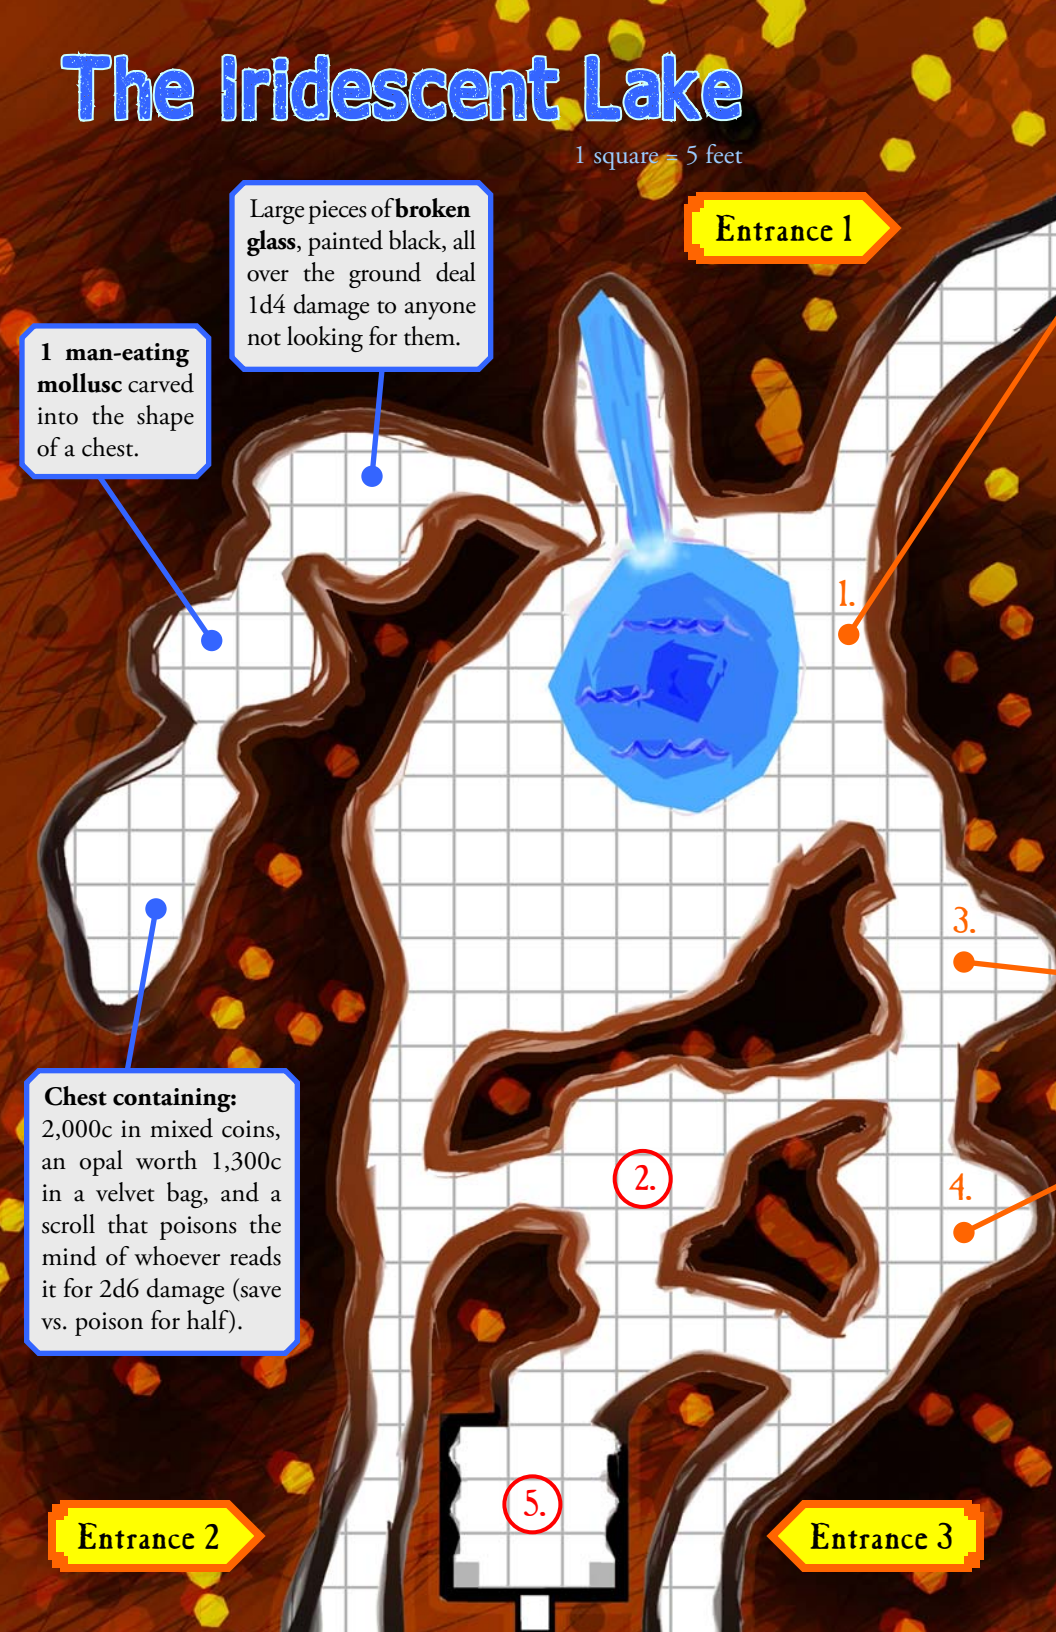 The Iridescent Lake
1 square = 5 feet
Large pieces of broken
glass, painted black, all
over the ground deal
1d4 damage to anyone
not looking for them.
Entrance 1
1 man-eating
mollusc carved
into the shape
of a chest.
1.
3.
Chest containing:
2,000c in mixed coins,
an opal worth 1,300c
in a velvet bag, and a
scroll that poisons the
mind of whoever reads
it for 2d6 damage (save
vs. poison for half).
2.
4.
5.
Entrance 2
Entrance 3